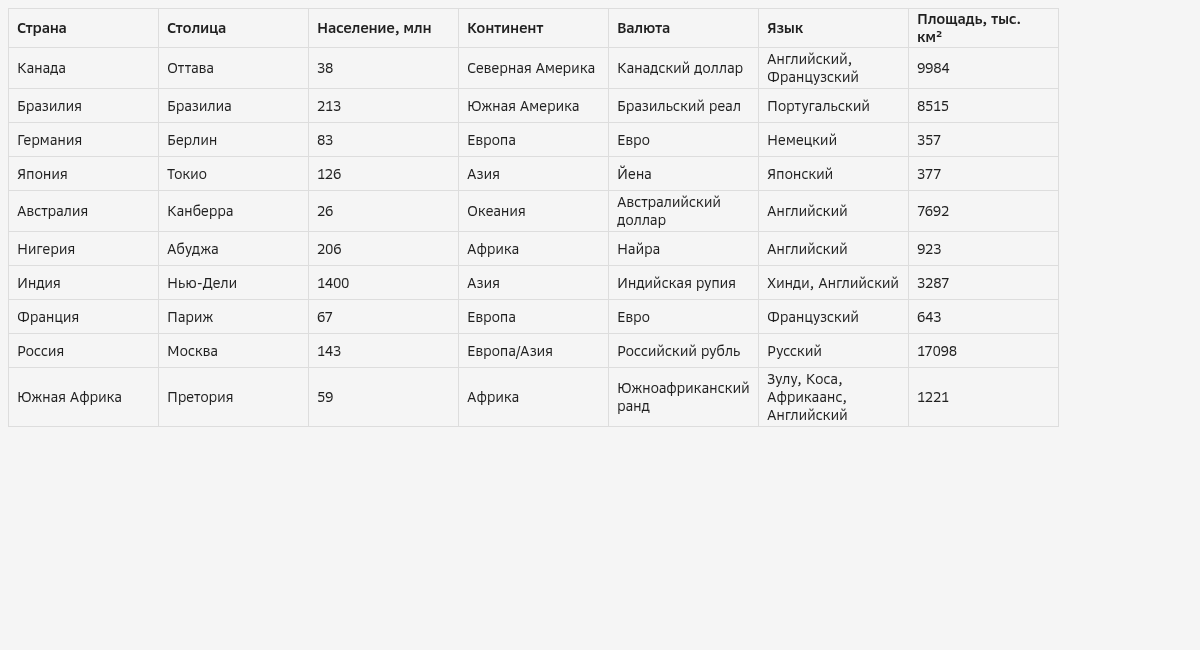 Страна Столица Население, млн Континент Валюта Язык Площадь, тыс. км²
Канада Оттава 38 Северная Америка Канадский доллар Английский, Французский 9984
Бразилия Бразилиа 213 Южная Америка Бразильский реал Португальский 8515
Германия Берлин 83 Европа Евро Немецкий 357
Япония Токио 126 Азия Йена Японский 377
Австралия Канберра 26 Океания Австралийский доллар Английский 7692
Нигерия Абуджа 206 Африка Найра Английский 923
Индия Нью-Дели 1400 Азия Индийская рупия Хинди, Английский 3287
Франция Париж 67 Европа Евро Французский 643
Россия Москва 143 Европа/Азия Российский рубль Русский 17098
Южная Африка Претория 59 Африка Южноафриканский ранд Зулу, Коса, Африкаанс, Английский 1221